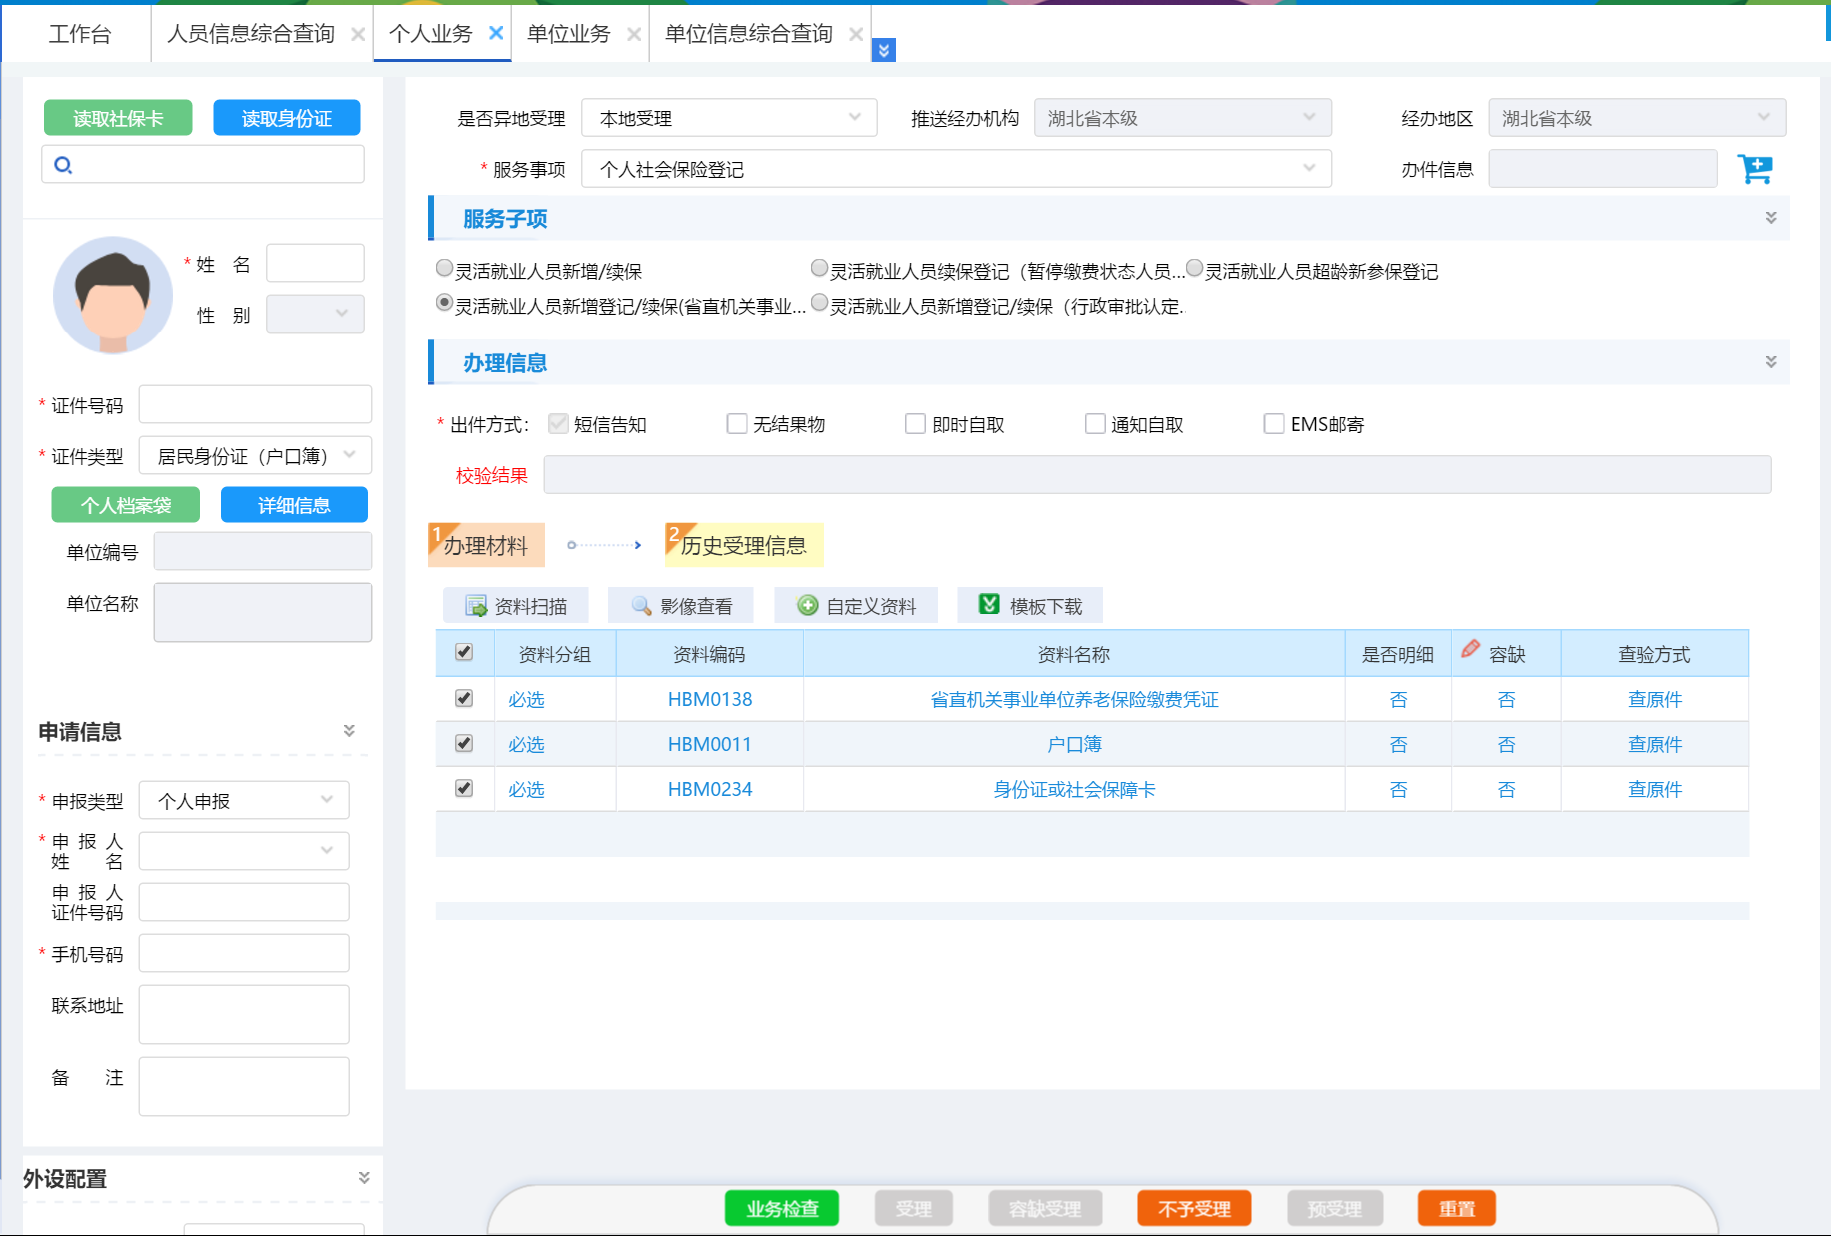 工作台 人员信息综合查询 个人业务 单位业务 单位信息综合查询
读取社保卡 读取身份证
* 姓 名
性 别
* 证件号码
* 证件类型 居民身份证（户口簿）
个人档案袋 详细信息
单位编号
单位名称
申请信息
* 申报类型 个人申报
* 申 报 人
姓 名
申 报 人
证件号码
* 手机号码
联系地址
备 注
外设配置
是否异地受理 本地受理 推送经办机构 湖北省本级 经办地区 湖北省本级
* 服务事项 个人社会保险登记 办件信息
服务子项
灵活就业人员新增/续保 灵活就业人员续保登记（暂停缴费状态人员... 灵活就业人员超龄新参保登记
灵活就业人员新增登记/续保(省直机关事业... 灵活就业人员新增登记/续保（行政审批认定..
办理信息
* 出件方式： 短信告知 无结果物 即时自取 通知自取 EMS邮寄
校验结果
1 办理材料 2 历史受理信息
资料扫描 影像查看 自定义资料 模板下载
资料分组 资料编码 资料名称 是否明细 容缺 查验方式
必选 HBM0138 省直机关事业单位养老保险缴费凭证 否 否 查原件
必选 HBM0011 户口簿 否 否 查原件
必选 HBM0234 身份证或社会保障卡 否 否 查原件
业务检查 受理 容缺受理 不予受理 预受理 重置